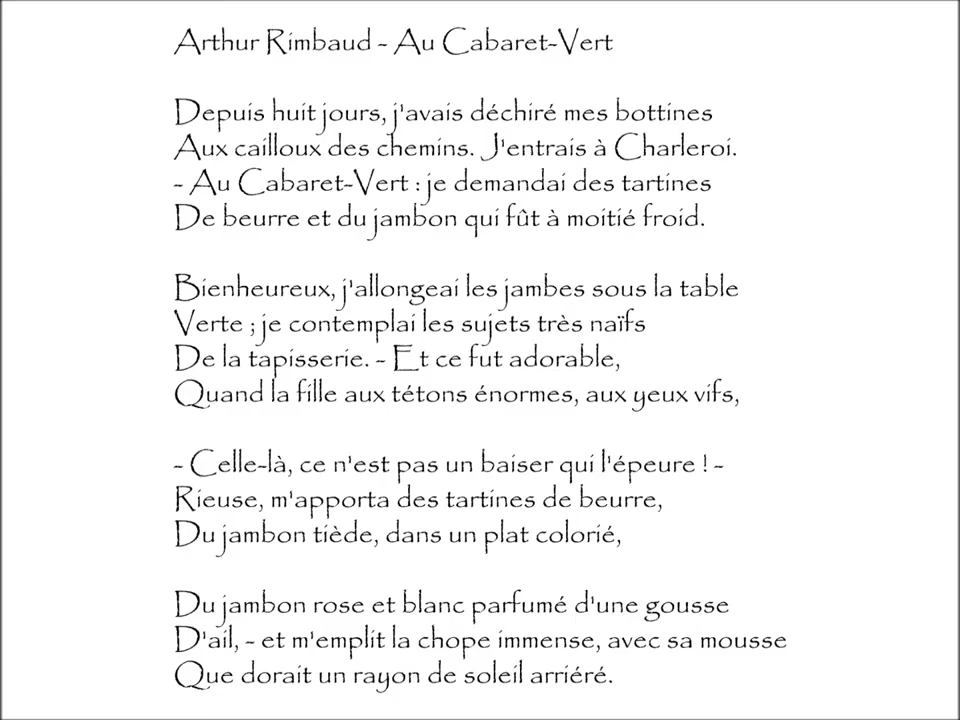 Arthur Rimbaud - Au Cabaret-Vert
Depuis huit jours, j'avais déchiré mes bottines
Aux cailloux des chemins. J'entrais à Charleroi.
- Au Cabaret-Vert : je demandai des tartines
De beurre et du jambon qui fût à moitié froid.
Bienheureux, j'allongeai les jambes sous la table
Verte ; je contemplai les sujets très naïfs
De la tapisserie. - Et ce fut adorable,
Quand la fille aux tétons énormes, aux yeux vifs,
- Celle-là, ce n'est pas un baiser qui l'épeure ! -
Rieuse, m'apporta des tartines de beurre,
Du jambon tiède, dans un plat colorié,
Du jambon rose et blanc parfumé d'une gousse
D'ail, - et m'emplit la chope immense, avec sa mousse
Que dorait un rayon de soleil arriéré.